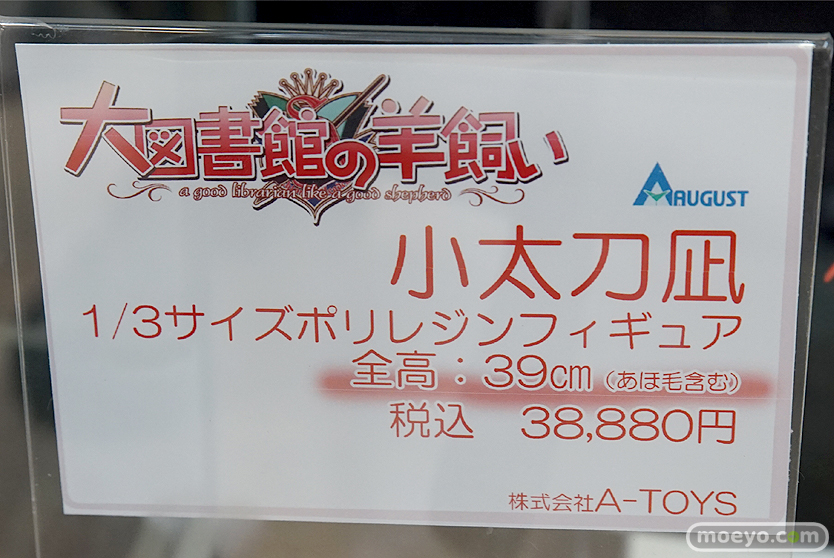 大図書館の羊飼い
a good librarian like a good shepherd
AUGUST
小太刀凪
1/3サイズポリレジンフィギュア
全高：39㎝（あほ毛含む）
税込　38,880円
株式会社A-TOYS
moeyo.com